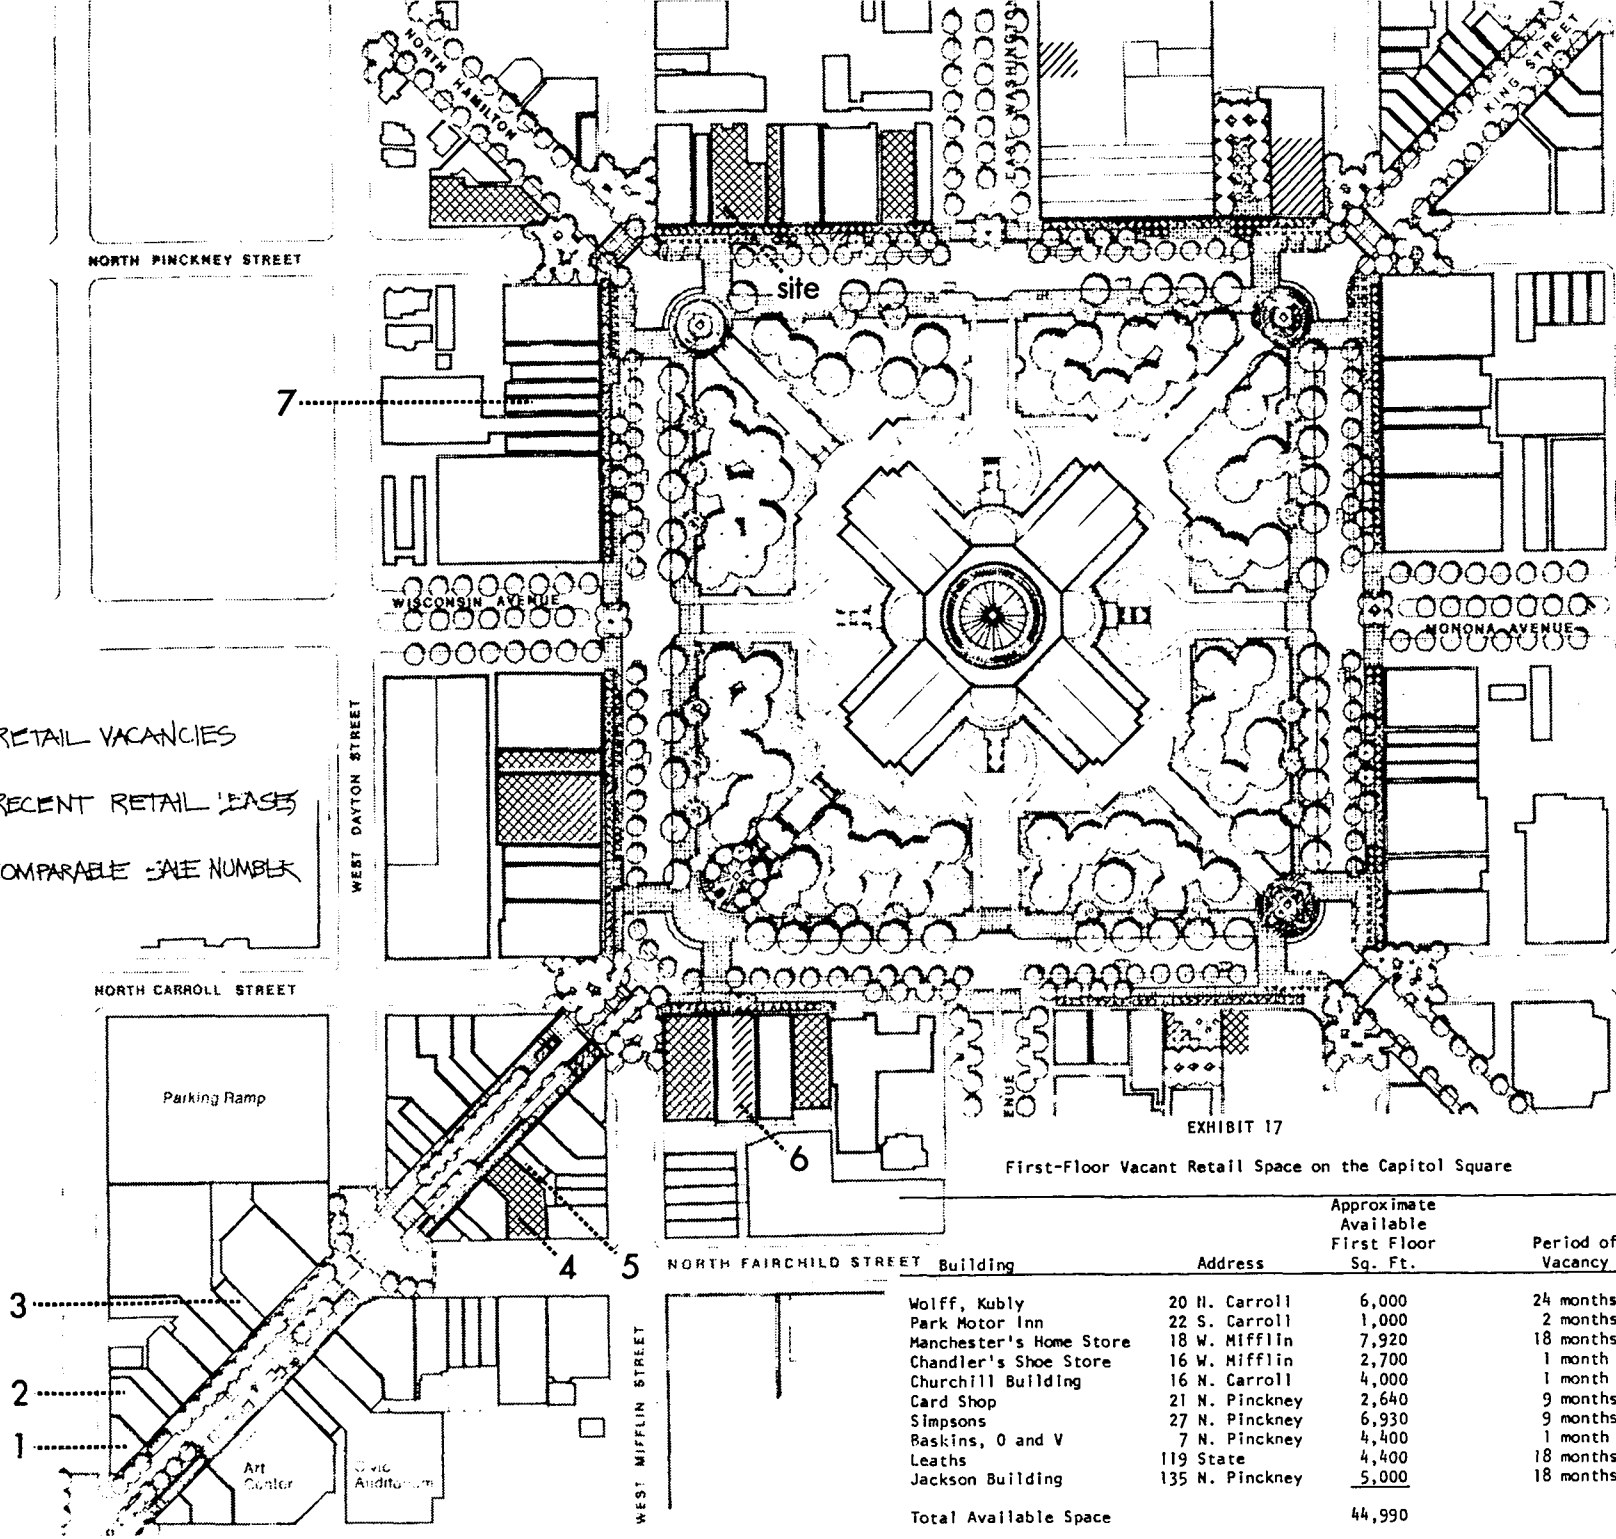 NORTH HAMILTON
EAST WASHINGTON
KING STREET
NORTH PINCKNEY STREET
site
7
WISCONSIN AVENUE
MONONA AVENUE
RETAIL VACANCIES
RECENT RETAIL LEASES
COMPARABLE SALE NUMBER
WEST DAYTON STREET
NORTH CARROLL STREET
Parking Ramp
ENUE
6
4
5
NORTH FAIRCHILD STREET
3
2
1
Art
Center
Civic
Auditorium
WEST MIFFLIN STREET
EXHIBIT 17
First-Floor Vacant Retail Space on the Capitol Square
Approximate
Available
First Floor Period of
Building Address Sq. Ft. Vacancy
Wolff, Kubly 20 N. Carroll 6,000 24 months
Park Motor Inn 22 S. Carroll 1,000 2 months
Manchester's Home Store 18 W. Mifflin 7,920 18 months
Chandler's Shoe Store 16 W. Mifflin 2,700 1 month
Churchill Building 16 N. Carroll 4,000 1 month
Card Shop 21 N. Pinckney 2,640 9 months
Simpsons 27 N. Pinckney 6,930 9 months
Baskins, O and V 7 N. Pinckney 4,400 1 month
Leaths 119 State 4,400 18 months
Jackson Building 135 N. Pinckney 5,000 18 months
Total Available Space 44,990